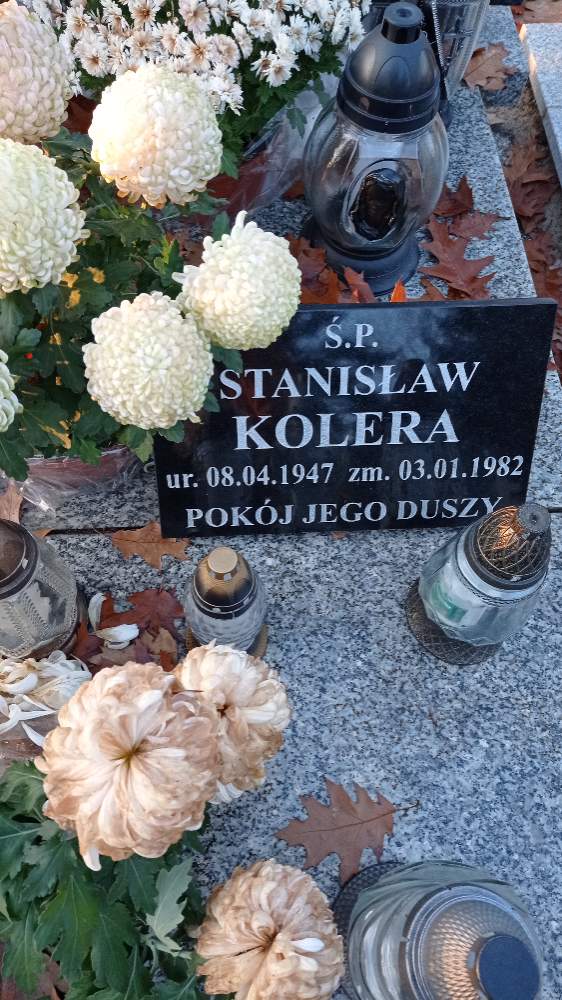 Ś.P.
STANISŁAW
KOLERA
ur. 08.04.1947 zm. 03.01.1982
POKÓJ JEGO DUSZY